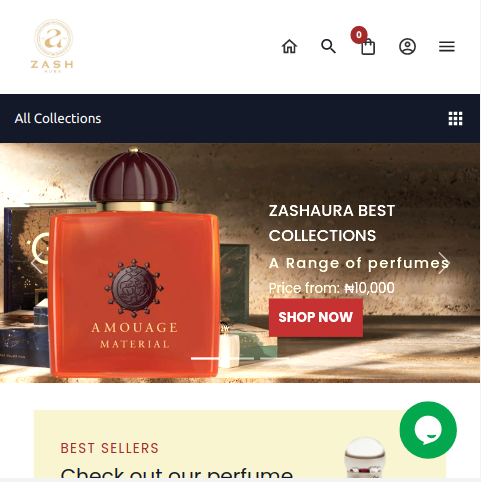 ZASH
AURA
0
All Collections
ZASHAURA BEST
COLLECTIONS
A Range of perfumes
Price from: ₦10,000
SHOP NOW
AMOUAGE
MATERIAL
BEST SELLERS
Check out our perfume